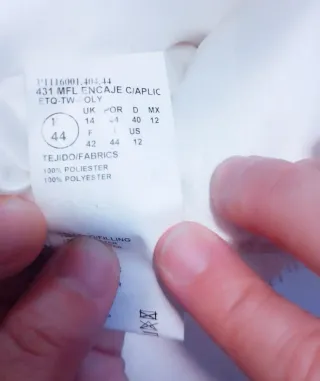 431 MFL ENCAJE C/APLIC
UK POR D MX
14 44 40 12
44
F I US
42 44 12
TEJIDO/FABRICS
100% POLIESTER
100% POLYESTER